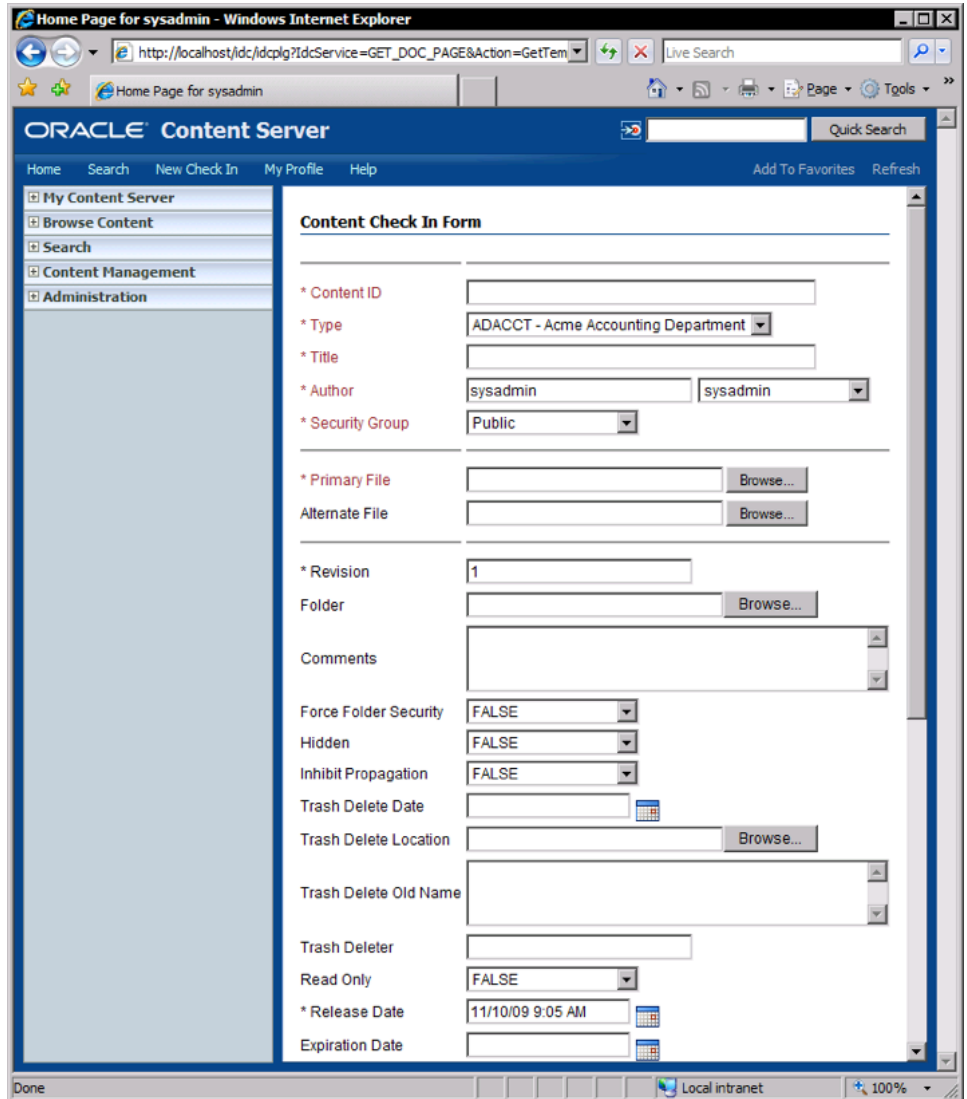 Home Page for sysadmin - Windows Internet Explorer
http://localhost/idc/idcplg?IdcService=GET_DOC_PAGE&Action=GetTem
Live Search
Home Page for sysadmin
Page
Tools
»
ORACLE Content Server
Quick Search
Home Search New Check In My Profile Help Add To Favorites Refresh
My Content Server
Browse Content
Search
Content Management
Administration
Content Check In Form
* Content ID
* Type ADACCT - Acme Accounting Department
* Title
* Author sysadmin sysadmin
* Security Group Public
* Primary File Browse...
Alternate File Browse...
* Revision 1
Folder Browse...
Comments
Force Folder Security FALSE
Hidden FALSE
Inhibit Propagation FALSE
Trash Delete Date
Trash Delete Location Browse...
Trash Delete Old Name
Trash Deleter
Read Only FALSE
* Release Date 11/10/09 9:05 AM
Expiration Date
Done Local intranet 100%